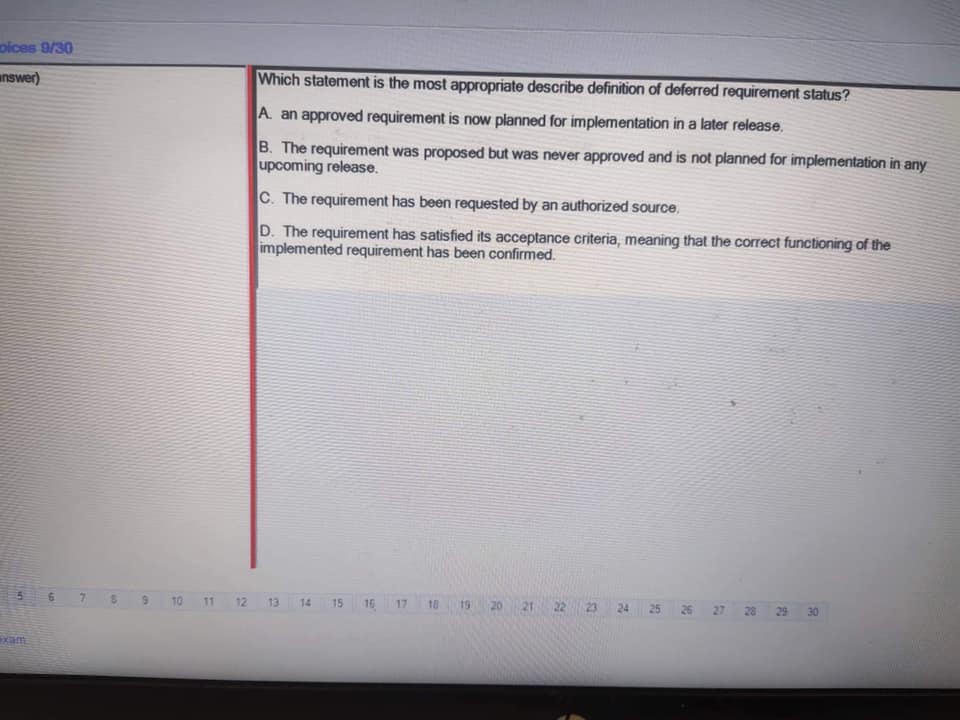 oices 9/30
nswer)
Which statement is the most appropriate describe definition of deferred requirement status?
A. an approved requirement is now planned for implementation in a later release.
B. The requirement was proposed but was never approved and is not planned for implementation in any
upcoming release.
C. The requirement has been requested by an authorized source.
D. The requirement has satisfied its acceptance criteria, meaning that the correct functioning of the
implemented requirement has been confirmed.
5 6 7 8 9 10 11 12 13 14 15 16 17 18 19 20 21 22 23 24 25 26 27 28 29 30
exam